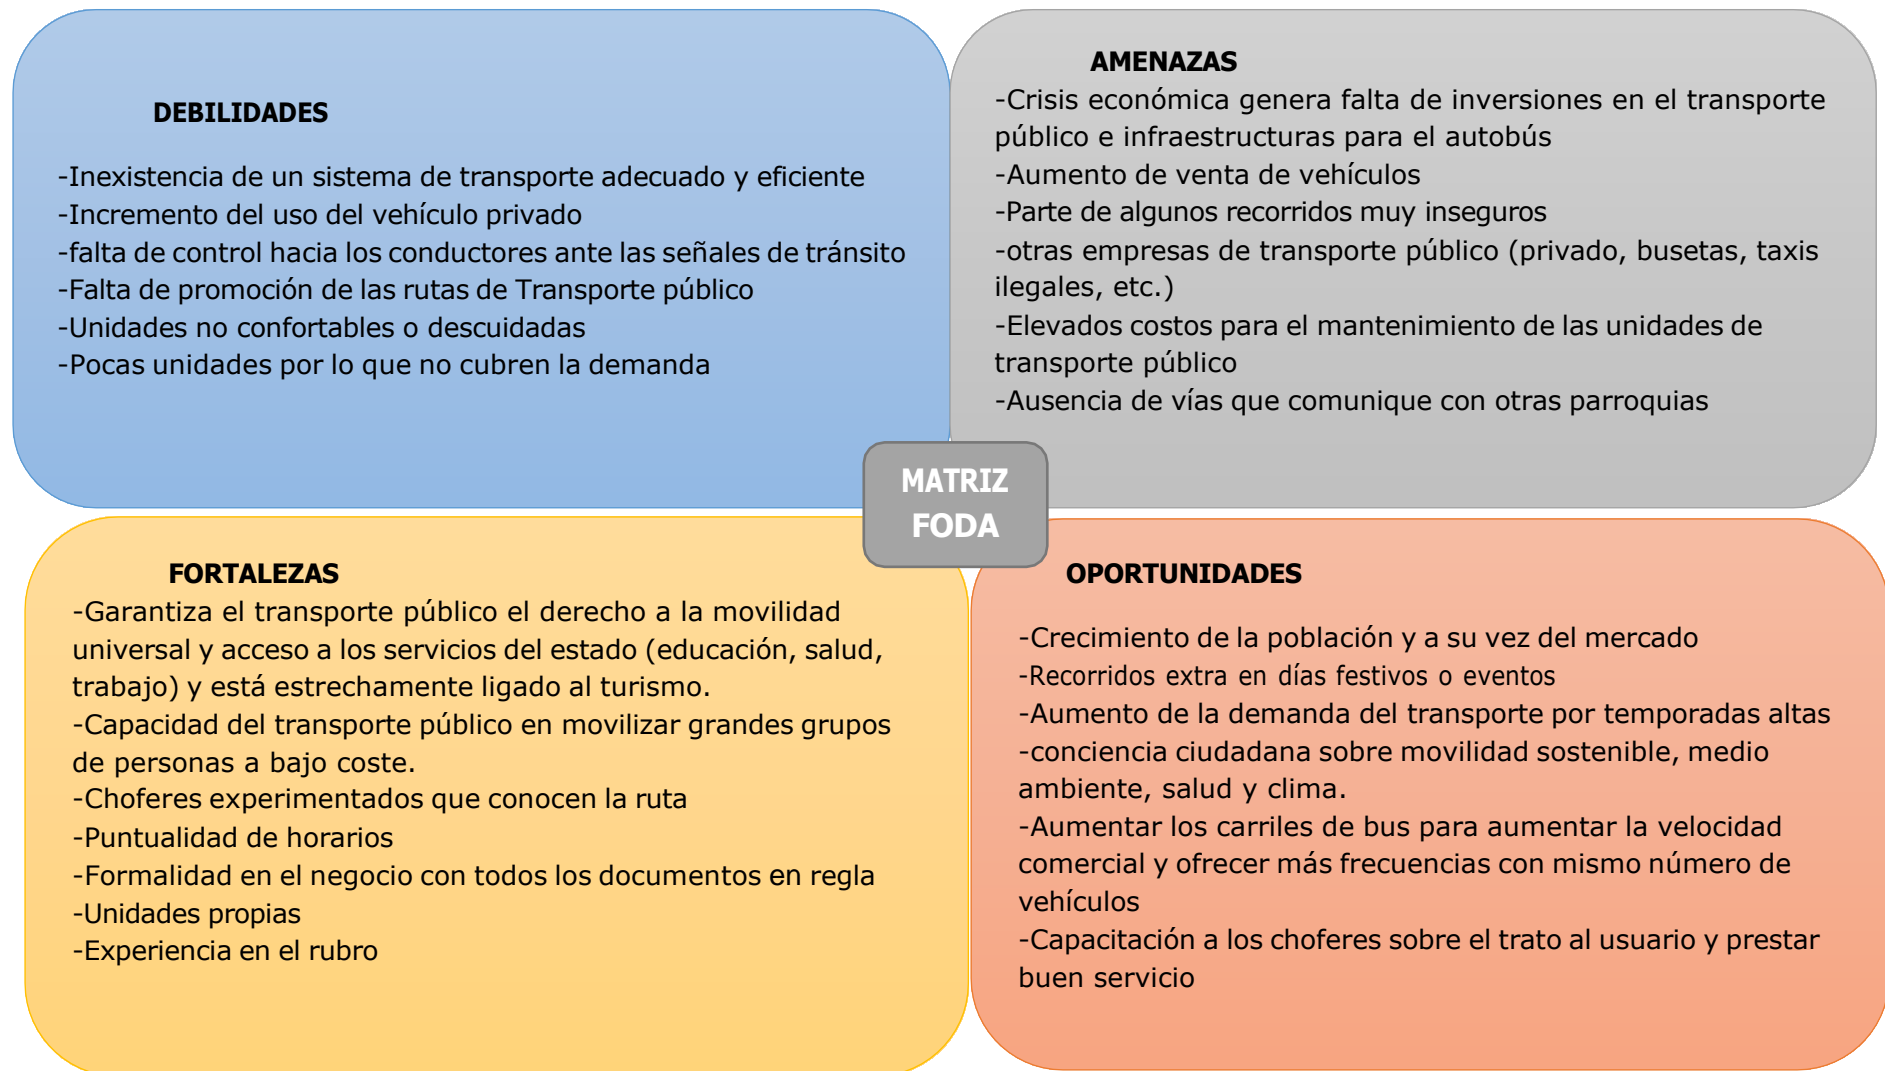 DEBILIDADES
-Inexistencia de un sistema de transporte adecuado y eficiente
-Incremento del uso del vehículo privado
-falta de control hacia los conductores ante las señales de tránsito
-Falta de promoción de las rutas de Transporte público
-Unidades no confortables o descuidadas
-Pocas unidades por lo que no cubren la demanda
AMENAZAS
-Crisis económica genera falta de inversiones en el transporte
público e infraestructuras para el autobús
-Aumento de venta de vehículos
-Parte de algunos recorridos muy inseguros
-otras empresas de transporte público (privado, busetas, taxis
ilegales, etc.)
-Elevados costos para el mantenimiento de las unidades de
transporte público
-Ausencia de vías que comunique con otras parroquias
MATRIZ
FODA
FORTALEZAS
-Garantiza el transporte público el derecho a la movilidad
universal y acceso a los servicios del estado (educación, salud,
trabajo) y está estrechamente ligado al turismo.
-Capacidad del transporte público en movilizar grandes grupos
de personas a bajo coste.
-Choferes experimentados que conocen la ruta
-Puntualidad de horarios
-Formalidad en el negocio con todos los documentos en regla
-Unidades propias
-Experiencia en el rubro
OPORTUNIDADES
-Crecimiento de la población y a su vez del mercado
-Recorridos extra en días festivos o eventos
-Aumento de la demanda del transporte por temporadas altas
-conciencia ciudadana sobre movilidad sostenible, medio
ambiente, salud y clima.
-Aumentar los carriles de bus para aumentar la velocidad
comercial y ofrecer más frecuencias con mismo número de
vehículos
-Capacitación a los choferes sobre el trato al usuario y prestar
buen servicio